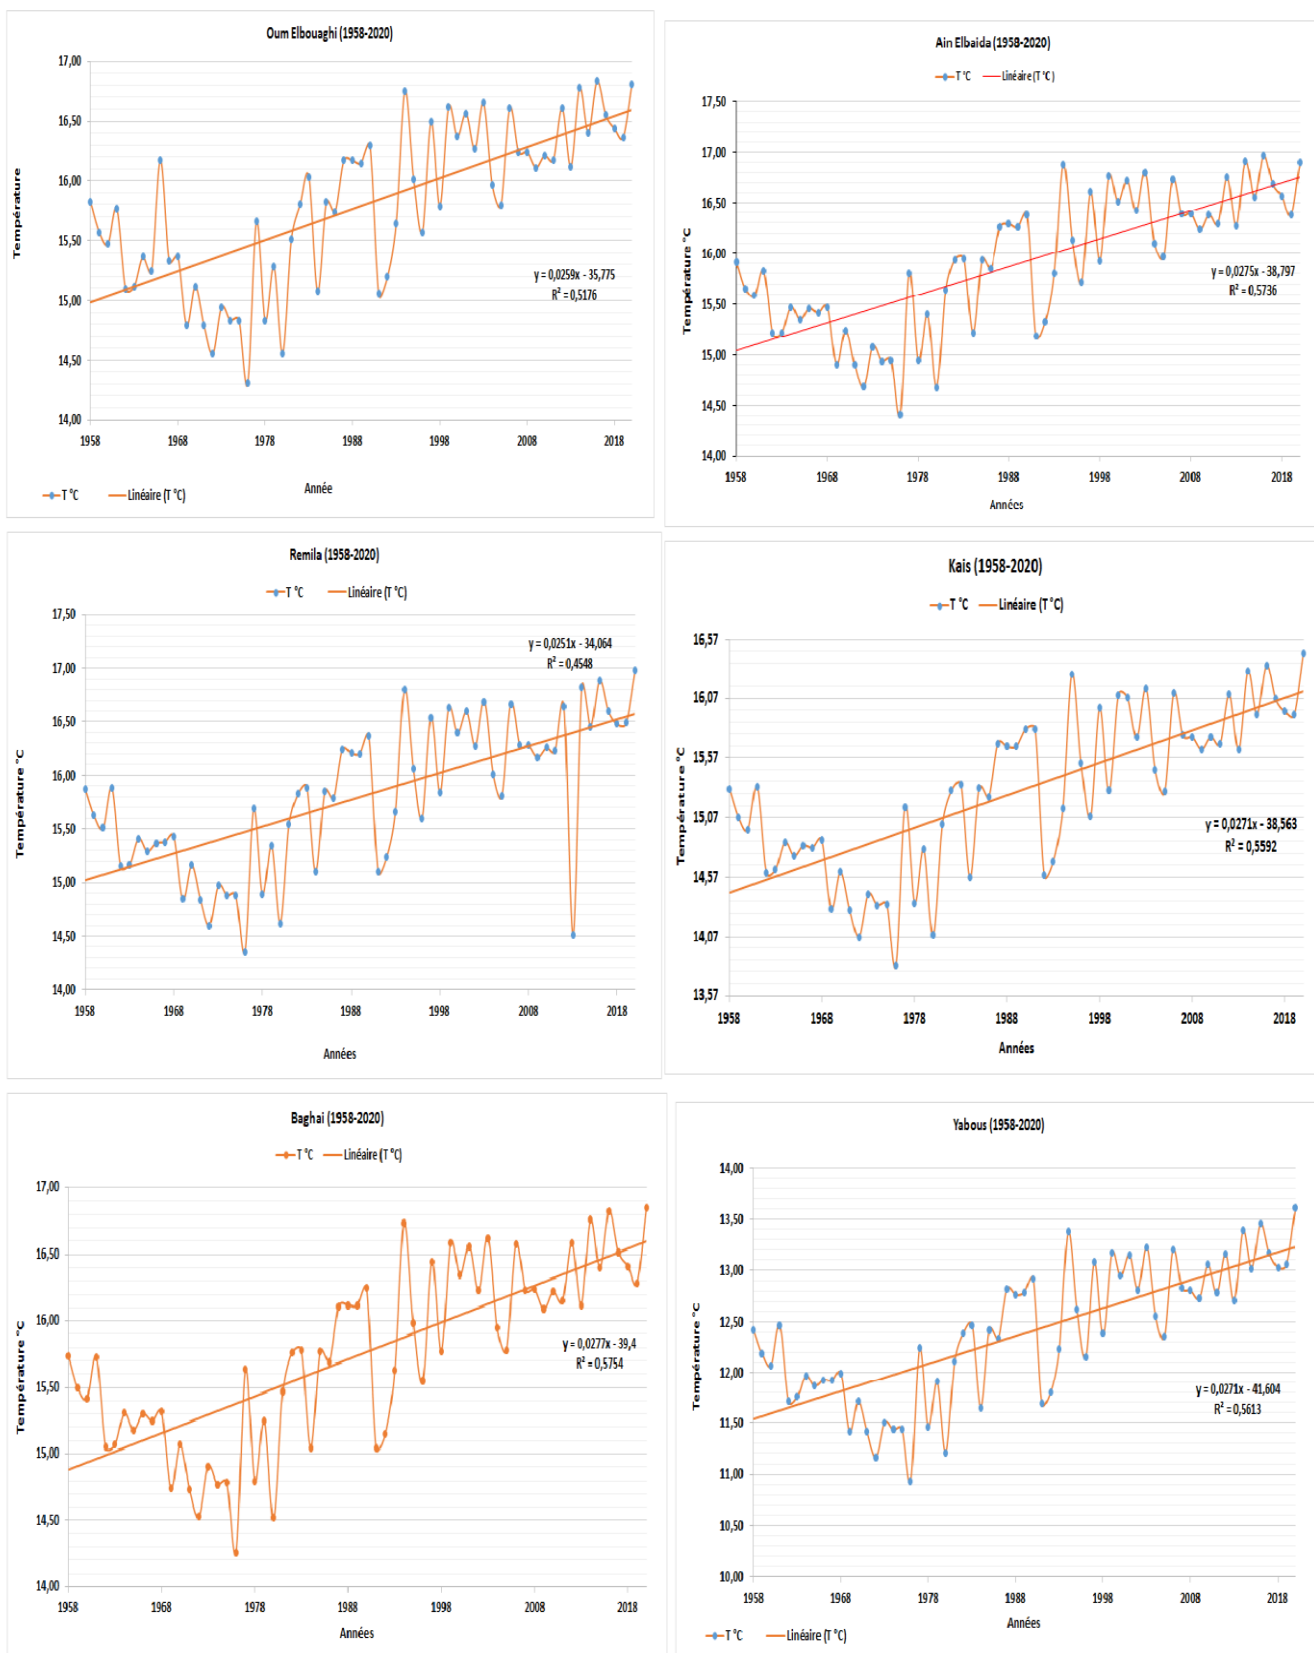 Oum Elbouaghi (1958-2020)
17,00
16,50
16,00
15,50
15,00
14,50
14,00
Température
y = 0,0259x - 35,775
R² = 0,5176
1958 1968 1978 1988 1998 2008 2018
Année
T °C Linéaire (T °C)
Ain Elbaida (1958-2020)
T °C Linéaire (T °C)
17,50
17,00
16,50
16,00
15,50
15,00
14,50
14,00
Température °C
y = 0,0275x - 38,797
R² = 0,5736
1958 1968 1978 1988 1998 2008 2018
Années
Remila (1958-2020)
T °C Linéaire (T °C)
17,50
17,00
16,50
16,00
15,50
15,00
14,50
14,00
Température °C
y = 0,0251x - 34,064
R² = 0,4548
1958 1968 1978 1988 1998 2008 2018
Années
Kais (1958-2020)
T °C Linéaire (T °C)
16,57
16,07
15,57
15,07
14,57
14,07
13,57
Température °C
y = 0,0271x - 38,563
R² = 0,5592
1958 1968 1978 1988 1998 2008 2018
Années
Baghai (1958-2020)
T °C Linéaire (T °C)
17,00
16,50
16,00
15,50
15,00
14,50
14,00
Température °C
y = 0,0277x - 39,4
R² = 0,5754
1958 1968 1978 1988 1998 2008 2018
Années
Yabous (1958-2020)
14,00
13,50
13,00
12,50
12,00
11,50
11,00
10,00
Température °C
y = 0,0271x - 41,604
R² = 0,5613
1958 1968 1978 1988 1998 2008 2018
Années
T °C Linéaire (T °C)